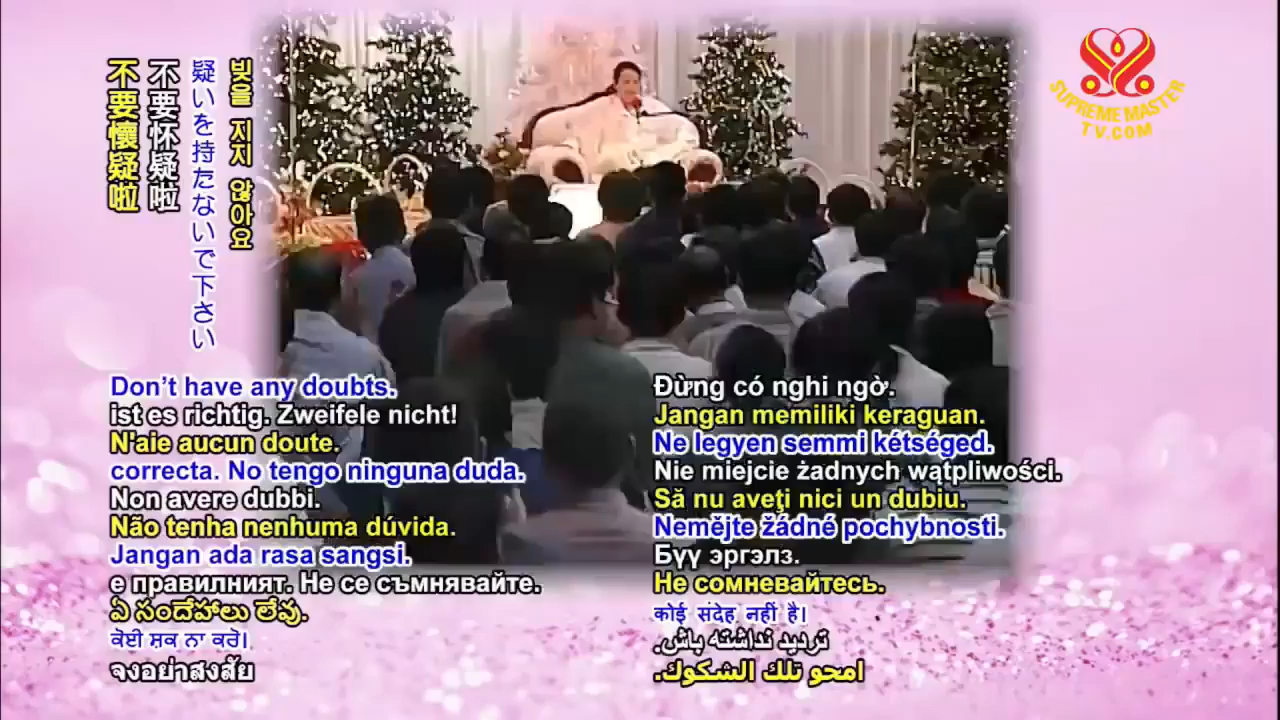 不要懷疑啦
不要怀疑啦
疑いを持たないで下さい
빚을 지지 않아요
SUPREME MASTER
TV.COM
Don’t have any doubts.
ist es richtig. Zweifele nicht!
N'aie aucun doute.
correcta. No tengo ninguna duda.
Non avere dubbi.
Não tenha nenhuma dúvida.
Jangan ada rasa sangsi.
е правилният. Не се съмнявайте.
ఏ సందేహాలు లేవు.
ਕੋਈ ਸ਼ਕ ਨਾ ਕਰੋ।
จงอย่าสงสัย
Đừng có nghi ngờ.
Jangan memiliki keraguan.
Ne legyen semmi kétséged.
Nie miejcie żadnych wątpliwości.
Să nu aveţi nici un dubiu.
Nemějte žádné pochybnosti.
Бүү эргэлз.
Не сомневайтесь.
कोई संदेह नहीं है।
تردید نداشته باش.
امحو تلك الشكوك.